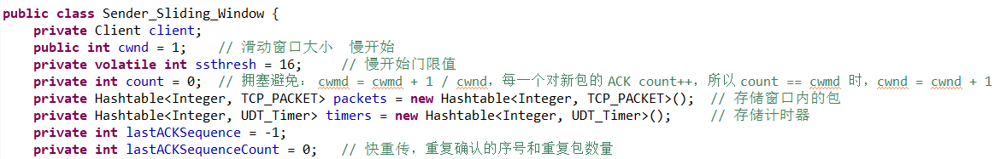 public class Sender_Sliding_Window {
private Client client;
public int cwnd = 1; // 滑动窗口大小 慢开始
private volatile int ssthresh = 16; // 慢开始门限值
private int count = 0; // 拥塞避免: cwmd = cwmd + 1 / cwnd, 每一个对新包的 ACK count++, 所以 count == cwmd 时, cwnd = cwnd + 1
private Hashtable<Integer, TCP_PACKET> packets = new Hashtable<Integer, TCP_PACKET>(); // 存储窗口内的包
private Hashtable<Integer, UDT_Timer> timers = new Hashtable<Integer, UDT_Timer>(); // 存储计时器
private int lastACKSequence = -1;
private int lastACKSequenceCount = 0; // 快重传, 重复确认的序号和重复包数量